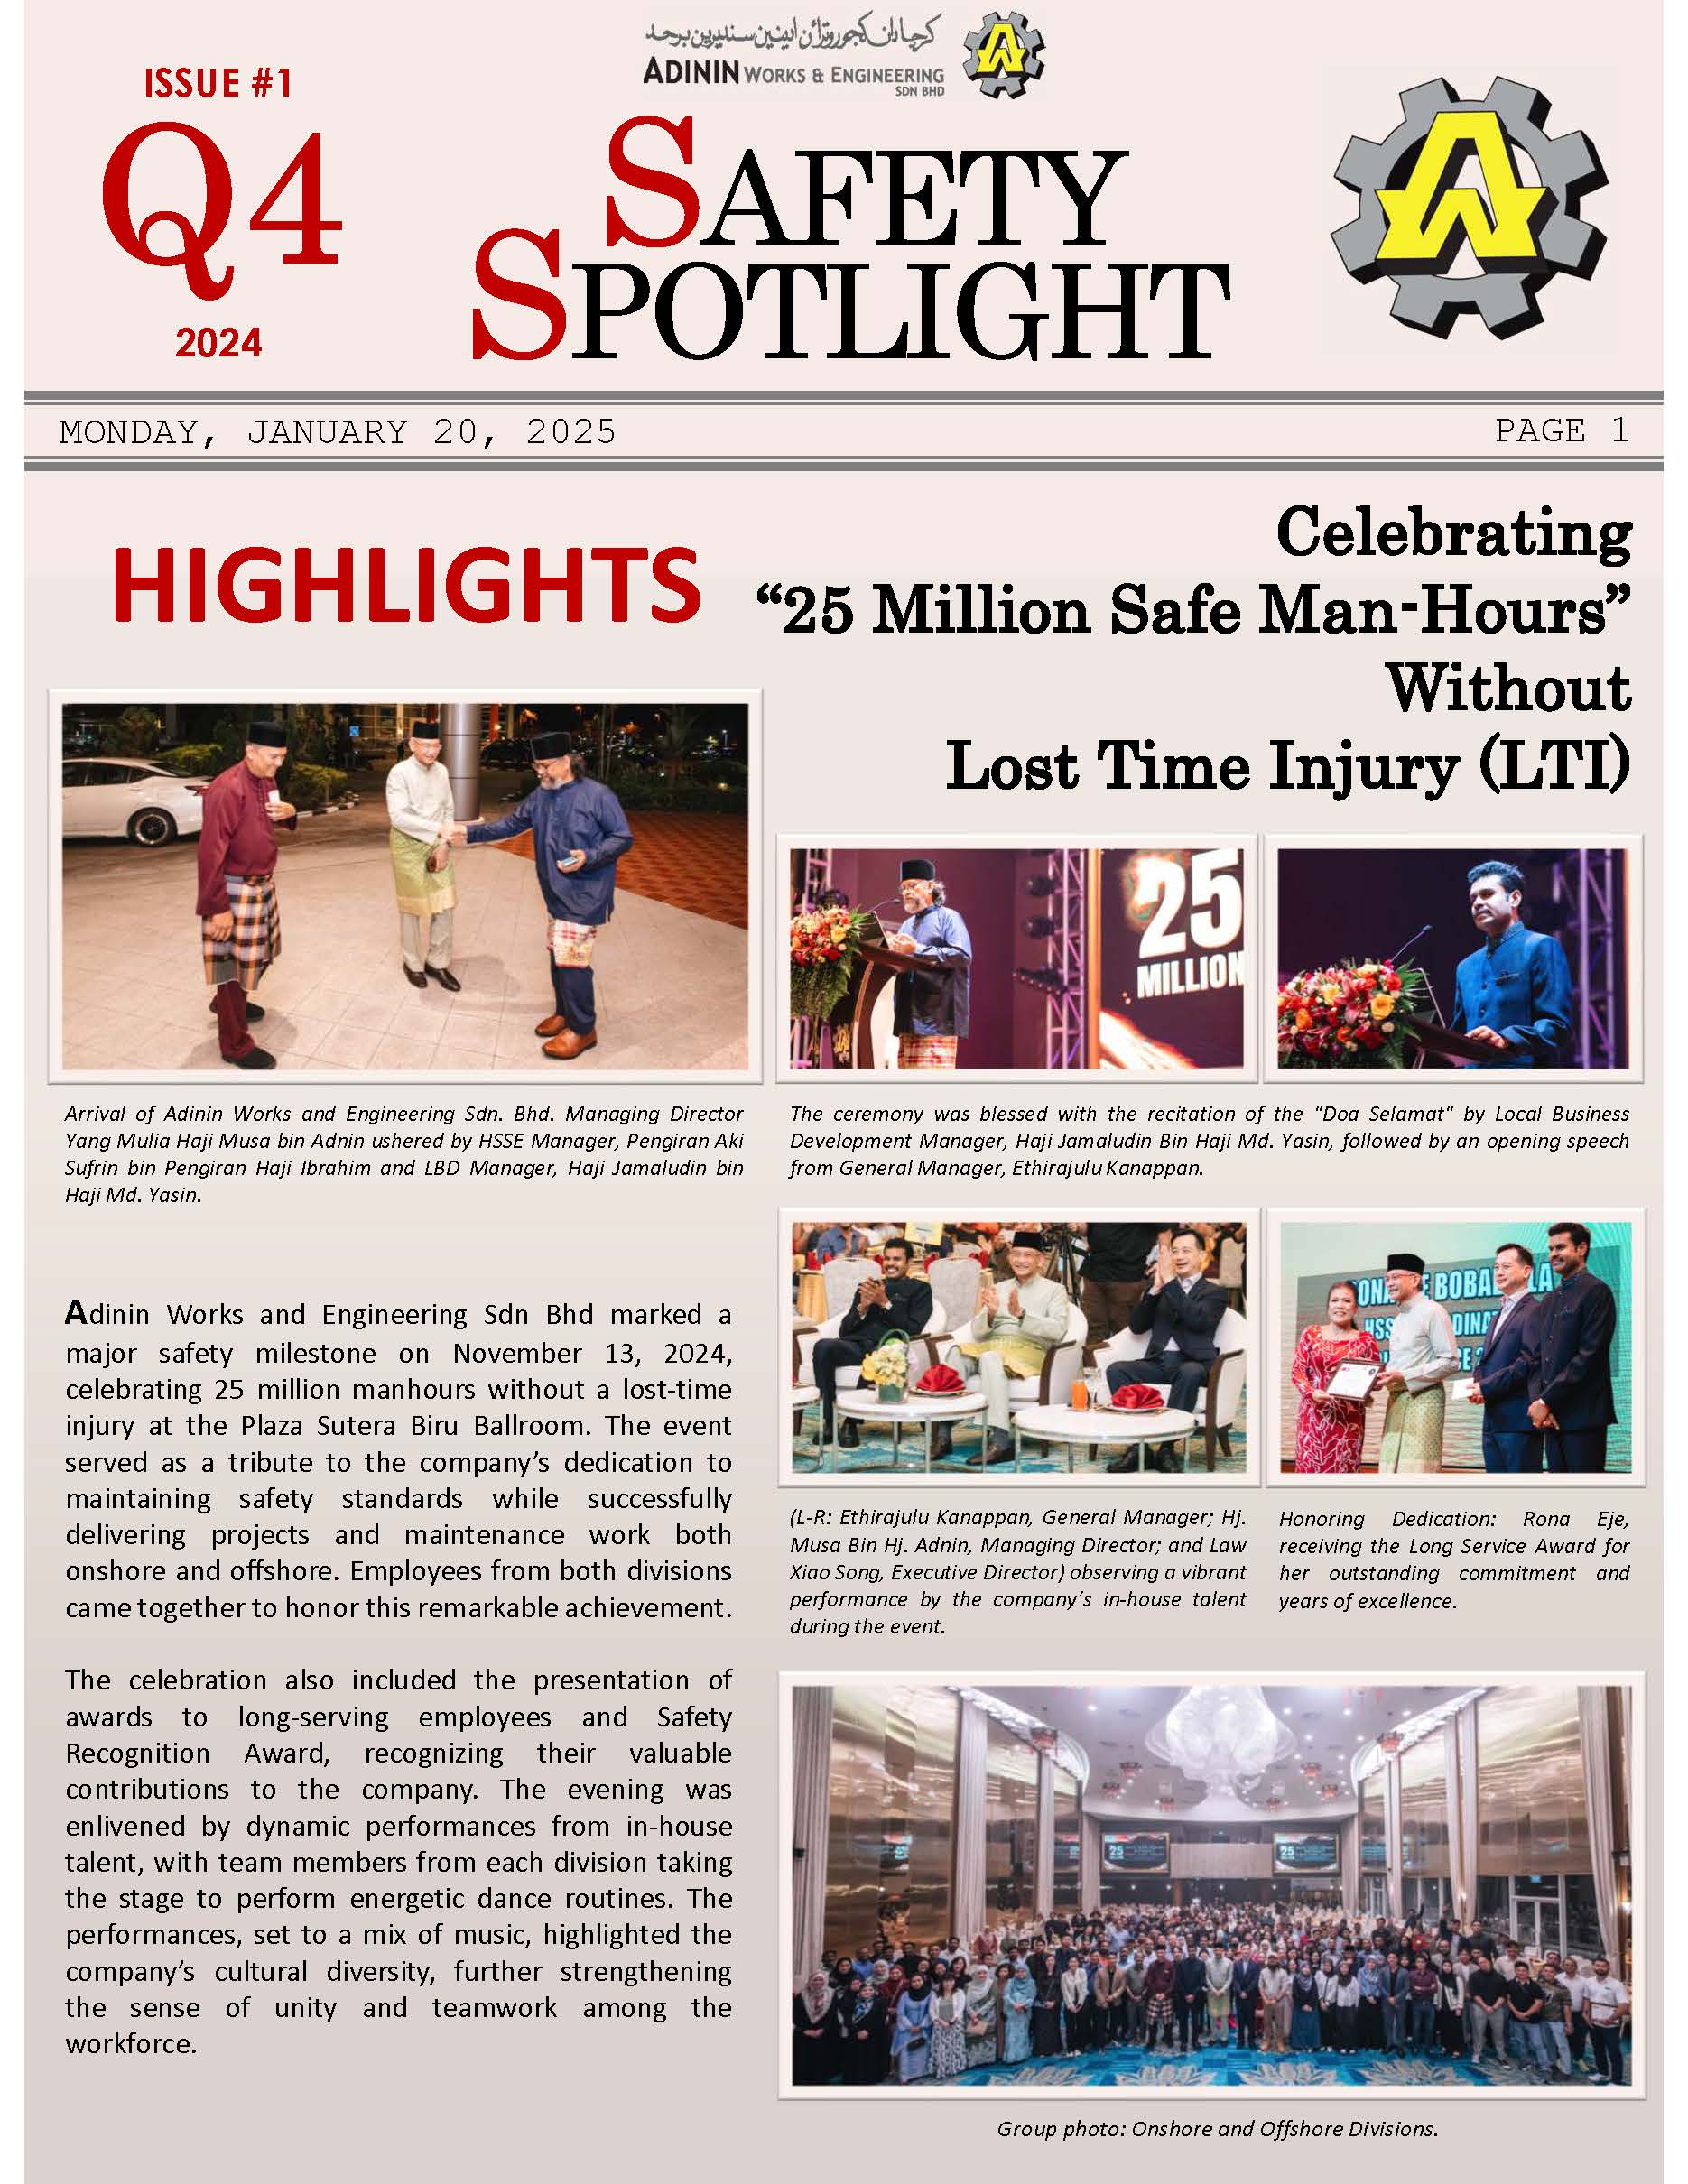 ISSUE #1
Q4
2024
ADININ WORKS & ENGINEERING
SDN BHD
SAFETY
SPOTLIGHT
MONDAY, JANUARY 20, 2025
PAGE 1
HIGHLIGHTS
Celebrating
“25 Million Safe Man-Hours”
Without
Lost Time Injury (LTI)
25
MILLION
Arrival of Adinin Works and Engineering Sdn. Bhd. Managing Director
Yang Mulia Haji Musa bin Adnin ushered by HSSE Manager, Pengiran Aki
Sufrin bin Pengiran Haji Ibrahim and LBD Manager, Haji Jamaludin bin
Haji Md. Yasin.
The ceremony was blessed with the recitation of the "Doa Selamat" by Local Business
Development Manager, Haji Jamaludin Bin Haji Md. Yasin, followed by an opening speech
from General Manager, Ethirajulu Kanappan.
Adinin Works and Engineering Sdn Bhd marked a
major safety milestone on November 13, 2024,
celebrating 25 million manhours without a lost-time
injury at the Plaza Sutera Biru Ballroom. The event
served as a tribute to the company’s dedication to
maintaining safety standards while successfully
delivering projects and maintenance work both
onshore and offshore. Employees from both divisions
came together to honor this remarkable achievement.
The celebration also included the presentation of
awards to long-serving employees and Safety
Recognition Award, recognizing their valuable
contributions to the company. The evening was
enlivened by dynamic performances from in-house
talent, with team members from each division taking
the stage to perform energetic dance routines. The
performances, set to a mix of music, highlighted the
company’s cultural diversity, further strengthening
the sense of unity and teamwork among the
workforce.
(L-R: Ethirajulu Kanappan, General Manager; Hj.
Musa Bin Hj. Adnin, Managing Director; and Law
Xiao Song, Executive Director) observing a vibrant
performance by the company’s in-house talent
during the event.
Honoring Dedication: Rona Eje,
receiving the Long Service Award for
her outstanding commitment and
years of excellence.
25
25
Group photo: Onshore and Offshore Divisions.